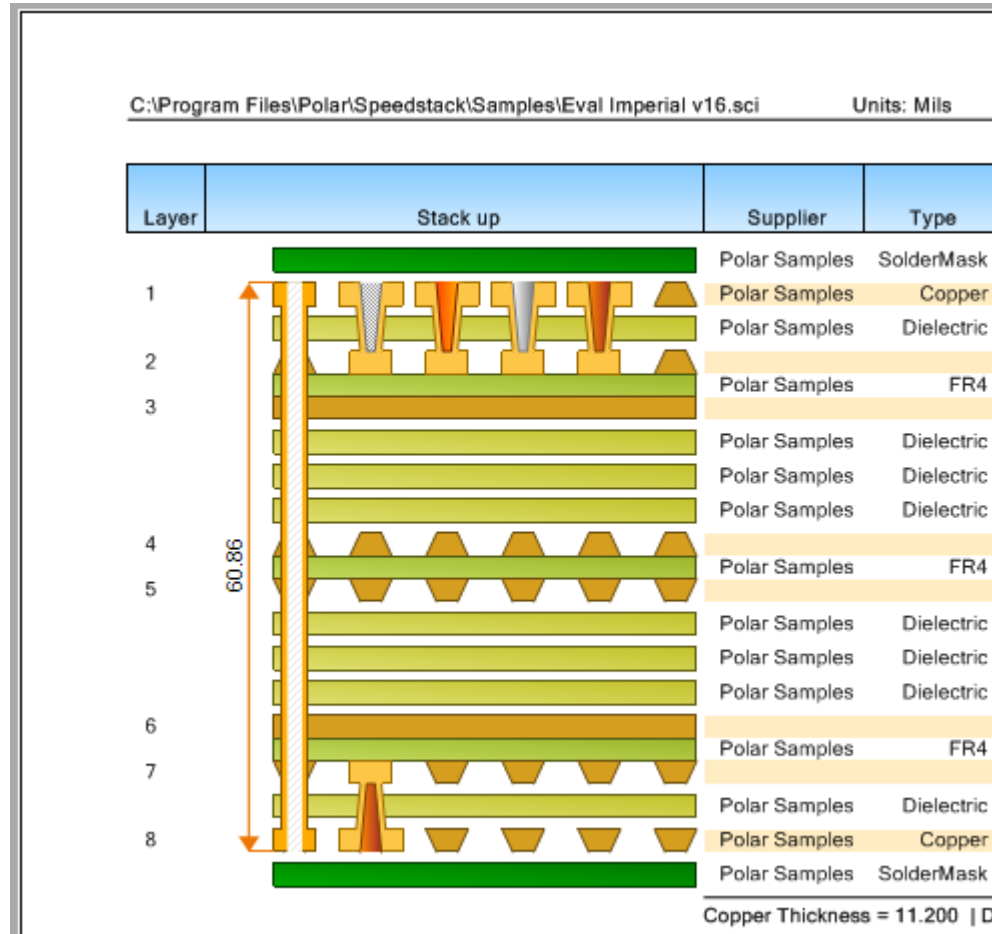 C:\Program Files\Polar\Speedstack\Samples\Eval Imperial v16.sci Units: Mils
Layer Stack up Supplier Type
Polar Samples SolderMask
1 Polar Samples Copper
Polar Samples Dielectric
2
Polar Samples FR4
3
Polar Samples Dielectric
Polar Samples Dielectric
Polar Samples Dielectric
4
60.86 Polar Samples FR4
5
Polar Samples Dielectric
Polar Samples Dielectric
Polar Samples Dielectric
6
Polar Samples FR4
7
Polar Samples Dielectric
8 Polar Samples Copper
Polar Samples SolderMask
Copper Thickness = 11.200 | D